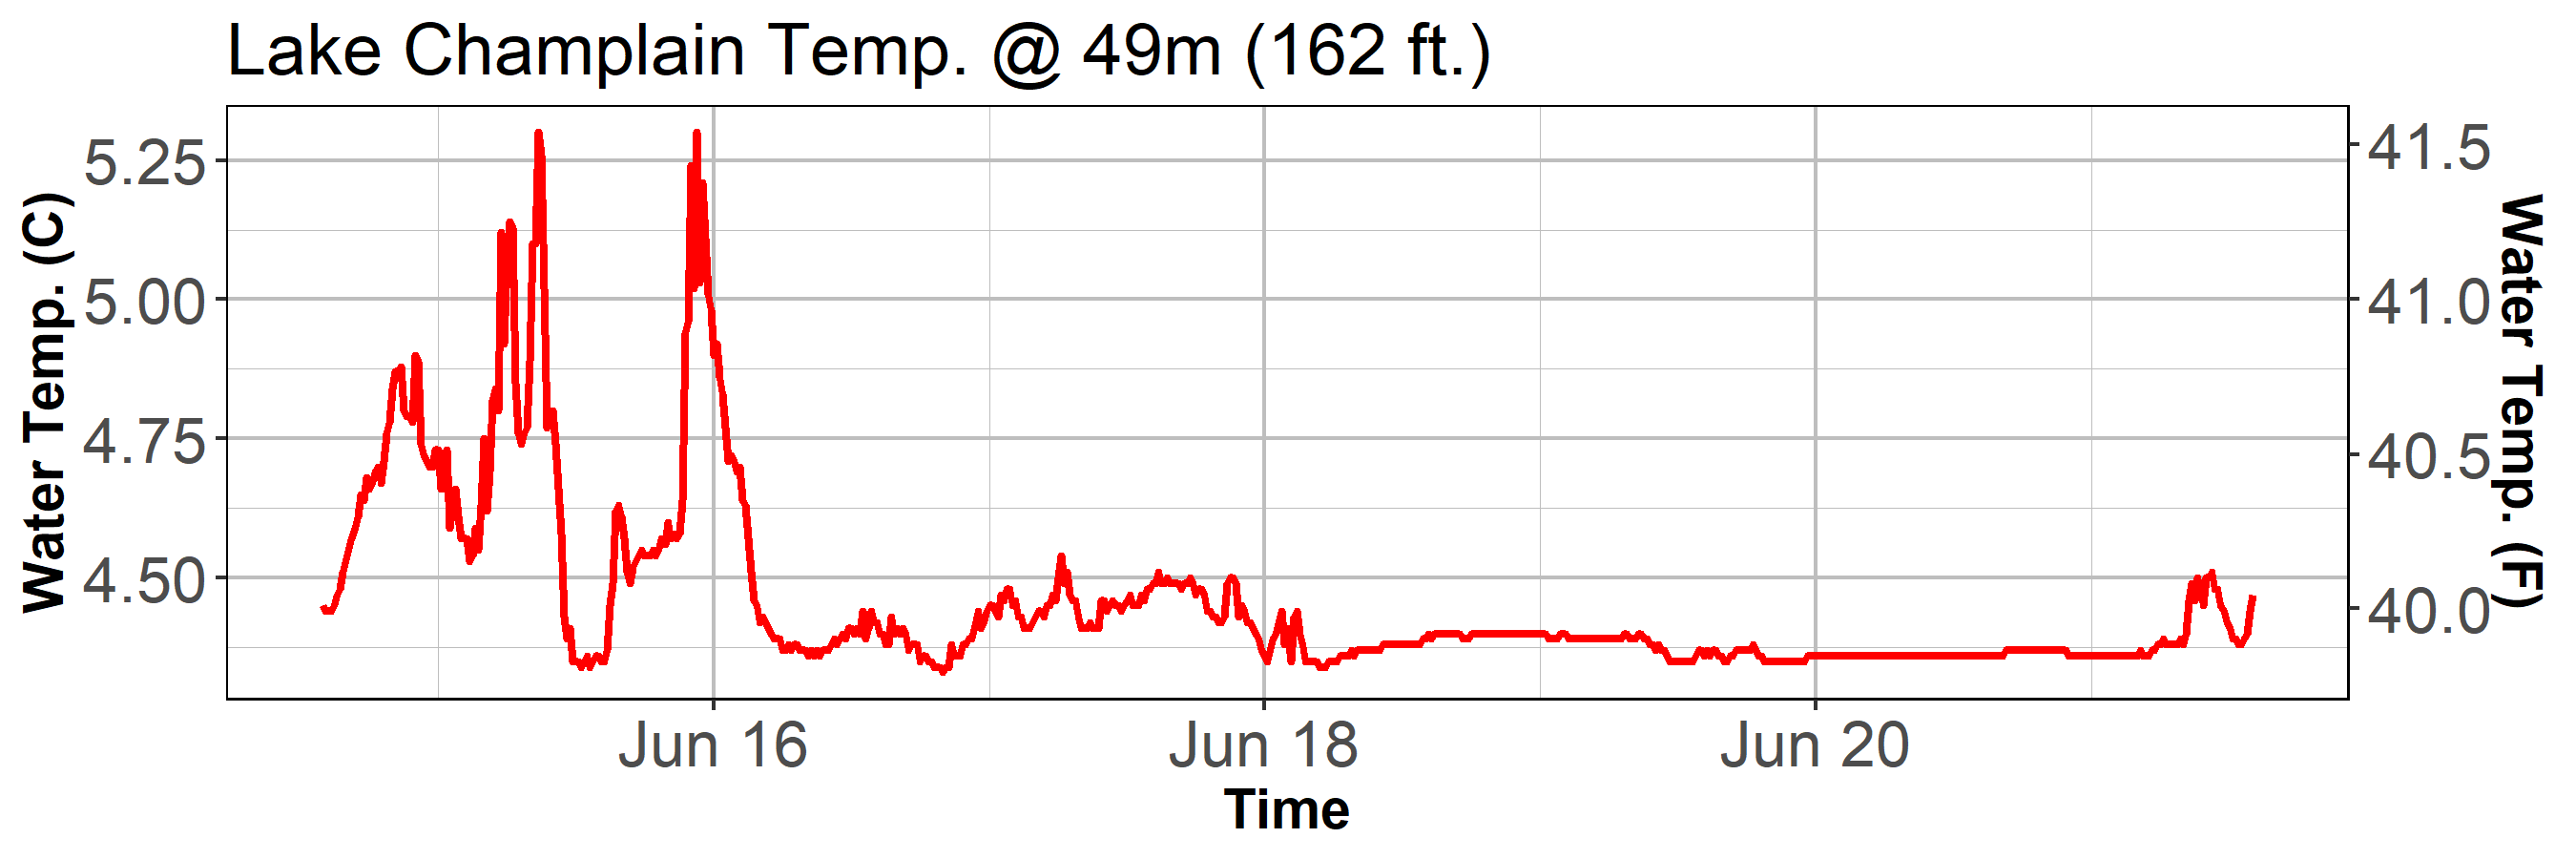 Lake Champlain Temp. @ 49m (162 ft.)
Water Temp. (C)
5.25
5.00
4.75
4.50
41.5
41.0
40.5
40.0
Water Temp. (F)
Jun 16 Jun 18 Jun 20
Time